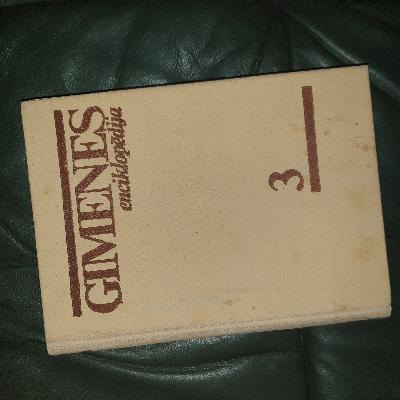 GIMENES
enciklopēdija
3